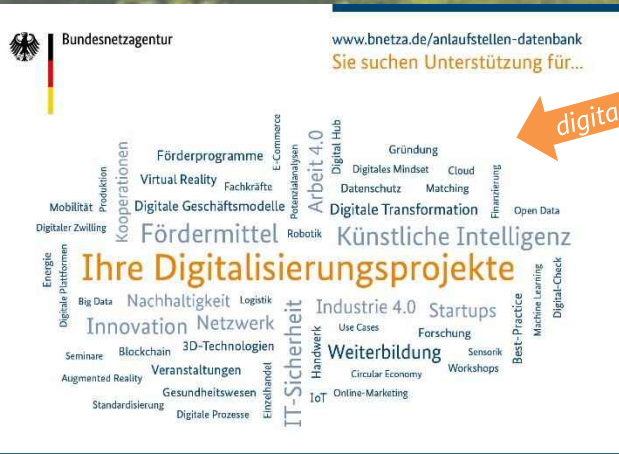 Bundesnetzagentur
www.bnetza.de/anlaufstellen-datenbank
Sie suchen Unterstützung für...
digita
E-Commerce
Digital Hub
Gründung
Förderprogramme
Potenzialanalysen
Arbeit 4.0
Digitales Mindset
Cloud
Finanzierung
Produktion
Kooperationen
Virtual Reality
Fachkräfte
Datenschutz
Matching
Mobilität
Digitale Geschäftsmodelle
Digitale Transformation
Open Data
Digitaler Zwilling
Fördermittel
Robotik
Künstliche Intelligenz
Energie
Digitale Plattformen
Ihre Digitalisierungsprojekte
Machine Learning
Digital-Check
Big Data
Nachhaltigkeit
Logistik
Industrie 4.0
Startups
Best-Practice
Innovation
Netzwerk
IT-Sicherheit
Handwerk
Use Cases
Forschung
Seminare
Blockchain
3D-Technologien
Weiterbildung
Sensorik
Augmented Reality
Veranstaltungen
Einzelhandel
Circular Economy
Workshops
Gesundheitswesen
IoT
Online-Marketing
Standardisierung
Digitale Prozesse